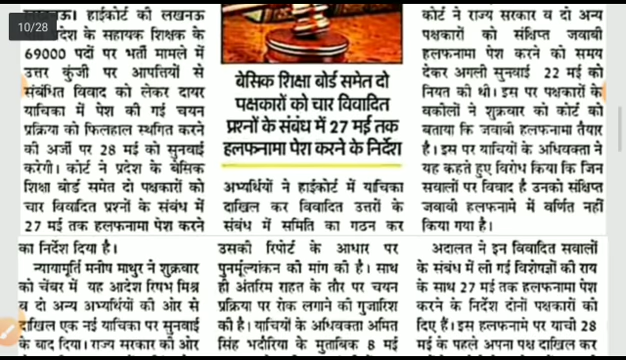 10/28
लखनऊ। हाईकोर्ट की लखनऊ
प्रदेश के सहायक शिक्षक के
69000 पदों पर भर्ती मामले में
उत्तर कुंजी पर आपत्तियों से
संबंधित विवाद को लेकर दायर
याचिका में पेश की गई चयन
प्रक्रिया को फिलहाल स्थगित करने
की अर्जी पर 28 मई को सुनवाई
करेगी। कोर्ट ने प्रदेश के बेसिक
शिक्षा बोर्ड समेत दो पक्षकारों को
चार विवादित प्रश्नों के संबंध में
27 मई तक हलफनामा पेश करने
का निर्देश दिया है।
न्यायामूर्ति मनीष माथुर ने शुक्रवार
को चेंबर में यह आदेश रिषभ मिश्र
व दो अन्य अभ्यर्थियों की ओर से
दाखिल एक नई याचिका पर सुनवाई
के बाद दिया। राज्य सरकार की ओर
बेसिक शिक्षा बोर्ड समेत दो
पक्षकारों को चार विवादित
प्रश्नों के संबंध में 27 मई तक
हलफनामा पेश करने के निर्देश
अभ्यर्थियों ने हाईकोर्ट में याचिका
दाखिल कर विवादित उत्तरों के
संबंध में समिति का गठन कर
उसकी रिपोर्ट के आधार पर
पुनर्मूल्यांकन की मांग की है। साथ
ही अंतरिम राहत के तौर पर चयन
प्रक्रिया पर रोक लगाने की गुजारिश
की है। याचियों के अधिवक्ता अमित
सिंह भदौरिया के मुताबिक 8 मई
कोर्ट ने राज्य सरकार व दो अन्य
पक्षकारों को संक्षिप्त जवाबी
हलफनामा पेश करने को समय
देकर अगली सुनवाई 22 मई को
नियत की थी। इस पर पक्षकारों के
वकीलों ने शुक्रवार को कोर्ट को
बताया कि जवाबी हलफनामा तैयार
है। इस पर याचियों के अधिवक्ता ने
यह कहते हुए विरोध किया कि जिन
सवालों पर विवाद है उनको संक्षिप्त
जवाबी हलफनामे में वर्णित नहीं
किया गया है।
अदालत ने इन विवादित सवालों
के संबंध में ली गई विशेषज्ञों की राय
के साथ 27 मई तक हलफनामा पेश
करने के निर्देश दोनों पक्षकारों को
दिए हैं। इस हलफनामे पर याची 28
मई के पहले अपना पक्ष दाखिल कर